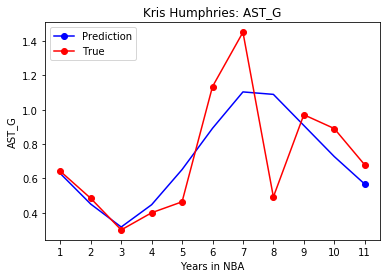 Kris Humphries: AST_G
Prediction
True
1.4
1.2
1.0
0.8
0.6
0.4
AST_G
1 2 3 4 5 6 7 8 9 10 11
Years in NBA